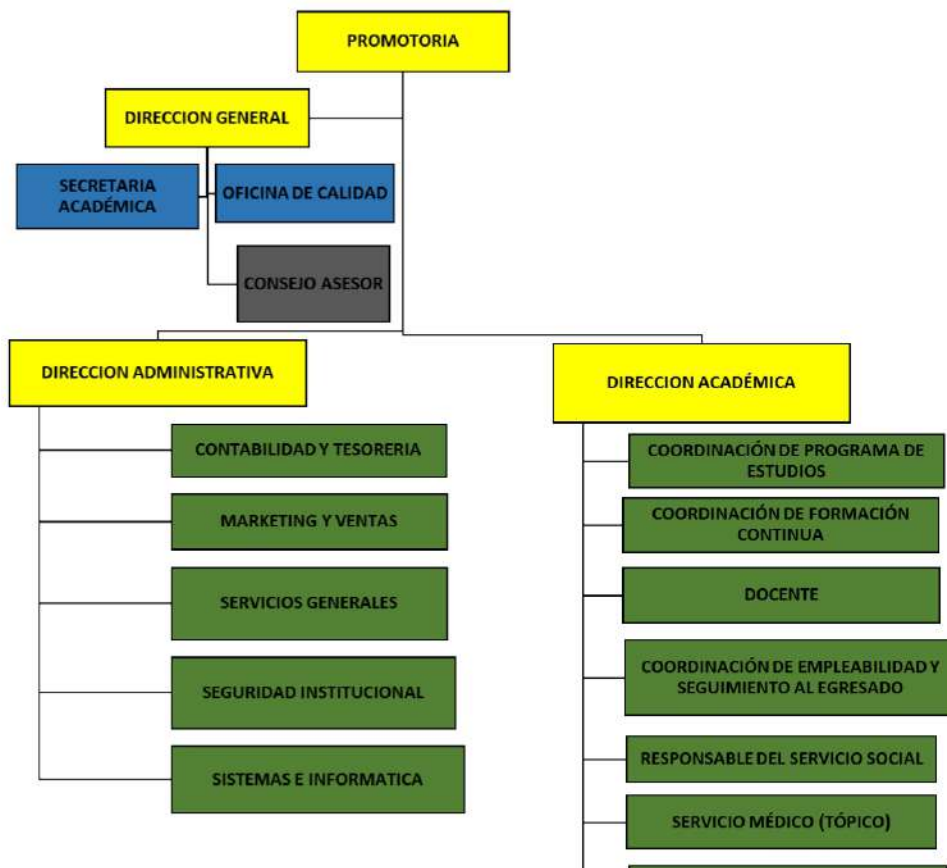 PROMOTORIA
DIRECCION GENERAL
SECRETARIA
ACADÉMICA
OFICINA DE CALIDAD
CONSEJO ASESOR
DIRECCION ADMINISTRATIVA
CONTABILIDAD Y TESORERIA
MARKETING Y VENTAS
SERVICIOS GENERALES
SEGURIDAD INSTITUCIONAL
SISTEMAS E INFORMATICA
DIRECCION ACADÉMICA
COORDINACIÓN DE PROGRAMA DE
ESTUDIOS
COORDINACIÓN DE FORMACIÓN
CONTINUA
DOCENTE
COORDINACIÓN DE EMPLEABILIDAD Y
SEGUIMIENTO AL EGRESADO
RESPONSABLE DEL SERVICIO SOCIAL
SERVICIO MÉDICO (TÓPICO)